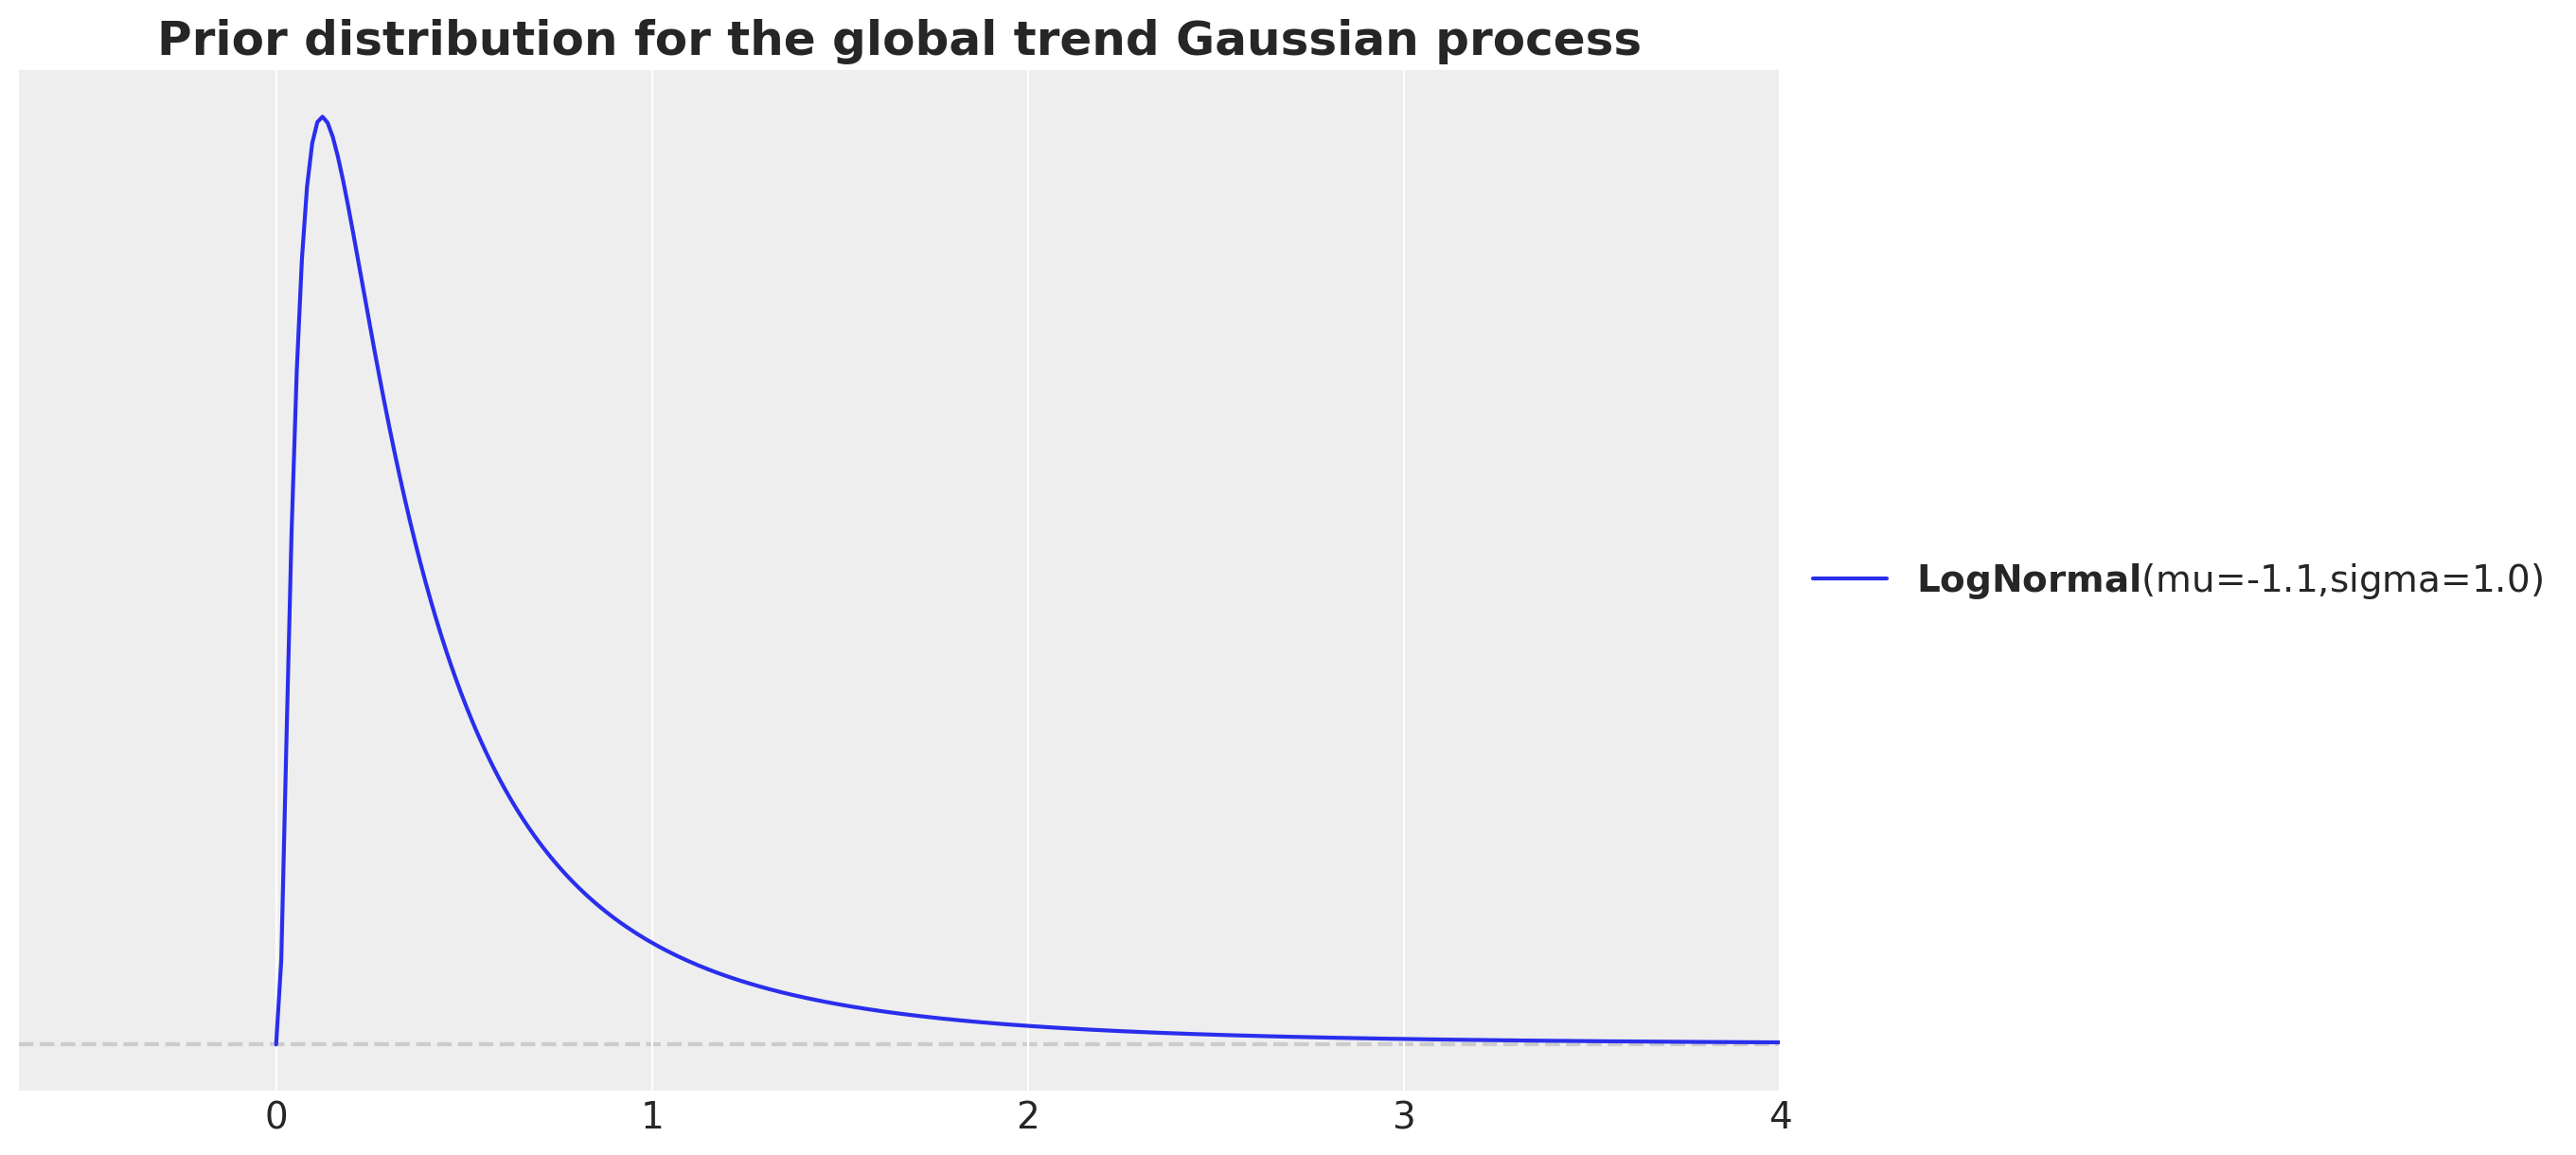 Prior distribution for the global trend Gaussian process
LogNormal(mu=-1.1,sigma=1.0)
0 1 2 3 4